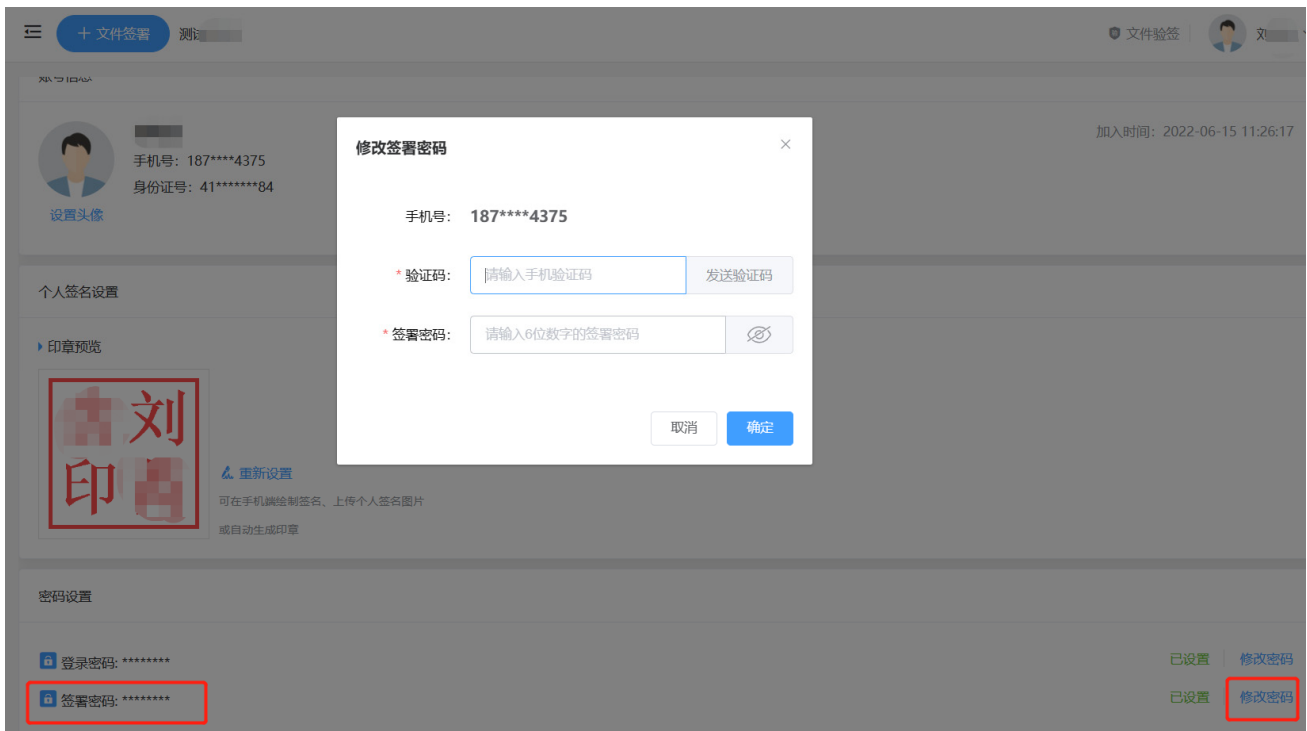 文件签署
文件验签
账号信息
加入时间：2022-06-15 11:26:17
手机号：187****4375
身份证号：41*******84
设置头像
修改签署密码
手机号： 187****4375
* 验证码： 请输入手机验证码 发送验证码
* 签署密码： 请输入6位数字的签署密码
取消 确定
个人签名设置
印章预览
刘
印
重新设置
可在手机端绘制签名、上传个人签名图片
或自动生成印章
密码设置
登录密码: ******** 已设置 修改密码
签署密码: ******** 已设置 修改密码